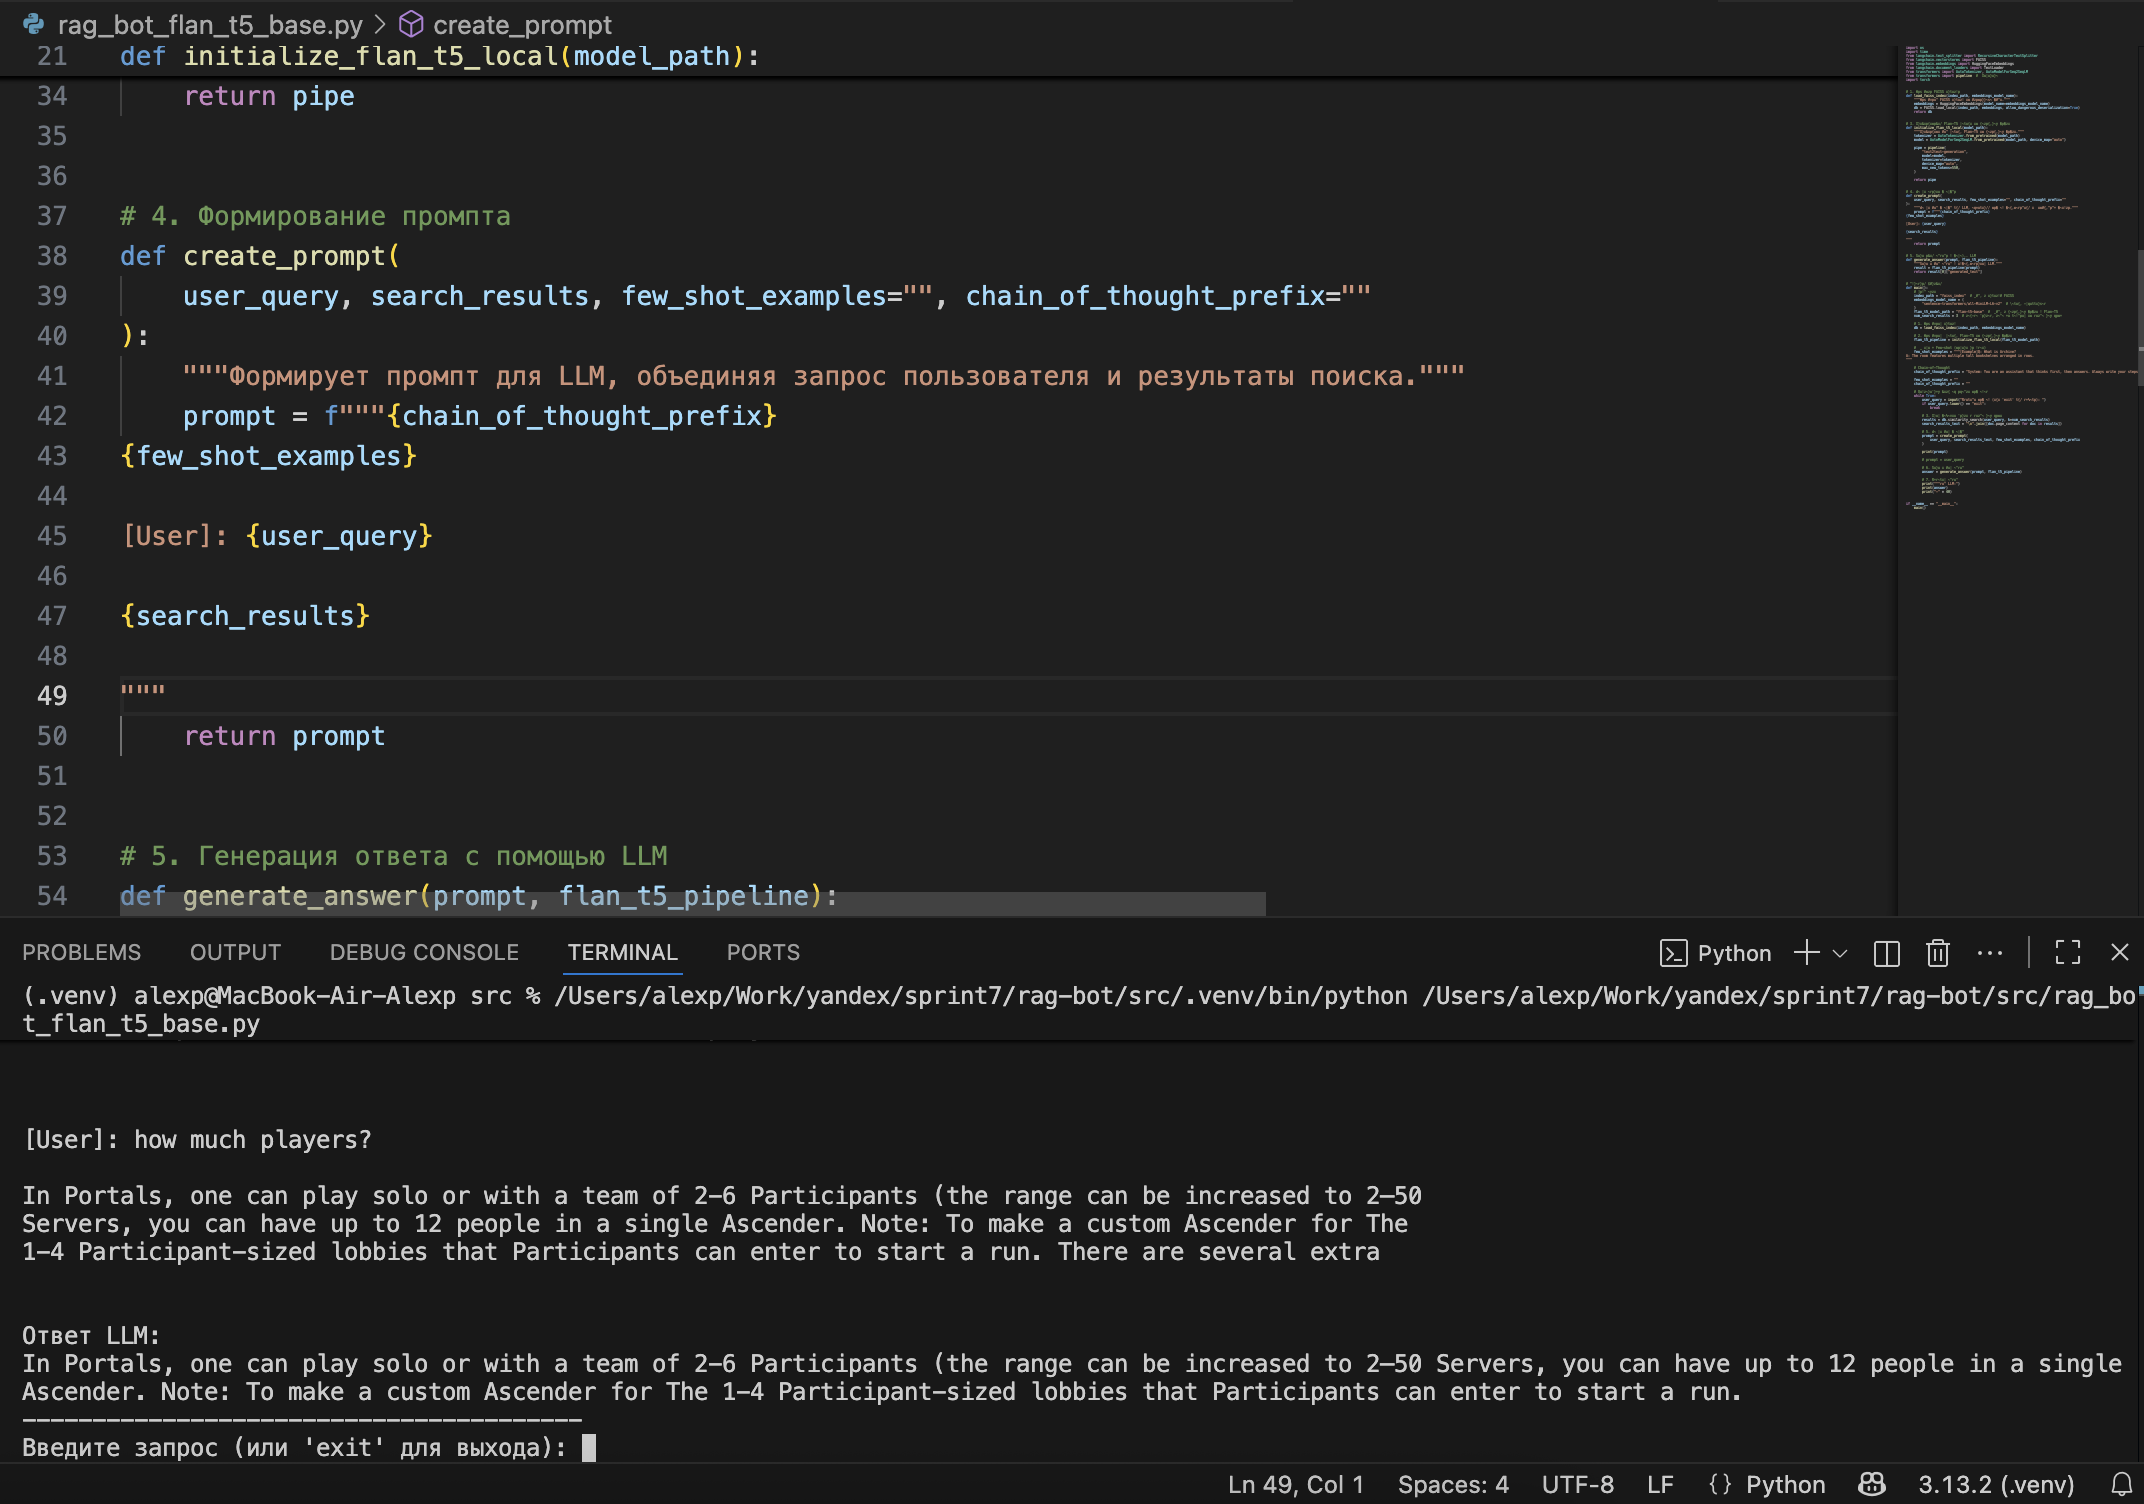 rag_bot_flan_t5_base.py > create_prompt
21 def initialize_flan_t5_local(model_path):
34 return pipe
35
36
37 # 4. Формирование промпта
38 def create_prompt(
39 user_query, search_results, few_shot_examples="", chain_of_thought_prefix=""
40 ):
41 """Формирует промпт для LLM, объединяя запрос пользователя и результаты поиска."""
42 prompt = f"""{chain_of_thought_prefix}
43 {few_shot_examples}
44
45 [User]: {user_query}
46
47 {search_results}
48
49 """
50 return prompt
51
52
53 # 5. Генерация ответа с помощью LLM
54 def generate_answer(prompt, flan_t5_pipeline):
PROBLEMS OUTPUT DEBUG CONSOLE TERMINAL PORTS Python
(.venv) alexp@MacBook-Air-Alexp src % /Users/alexp/Work/yandex/sprint7/rag-bot/src/.venv/bin/python /Users/alexp/Work/yandex/sprint7/rag-bot/src/rag_bo
t_flan_t5_base.py
[User]: how much players?
In Portals, one can play solo or with a team of 2-6 Participants (the range can be increased to 2—50
Servers, you can have up to 12 people in a single Ascender. Note: To make a custom Ascender for The
1-4 Participant-sized lobbies that Participants can enter to start a run. There are several extra
Ответ LLM:
In Portals, one can play solo or with a team of 2-6 Participants (the range can be increased to 2—50 Servers, you can have up to 12 people in a single
Ascender. Note: To make a custom Ascender for The 1-4 Participant-sized lobbies that Participants can enter to start a run.
----------------------------------------
Введите запрос (или 'exit' для выхода):
Ln 49, Col 1 Spaces: 4 UTF-8 LF {} Python 3.13.2 (.venv)